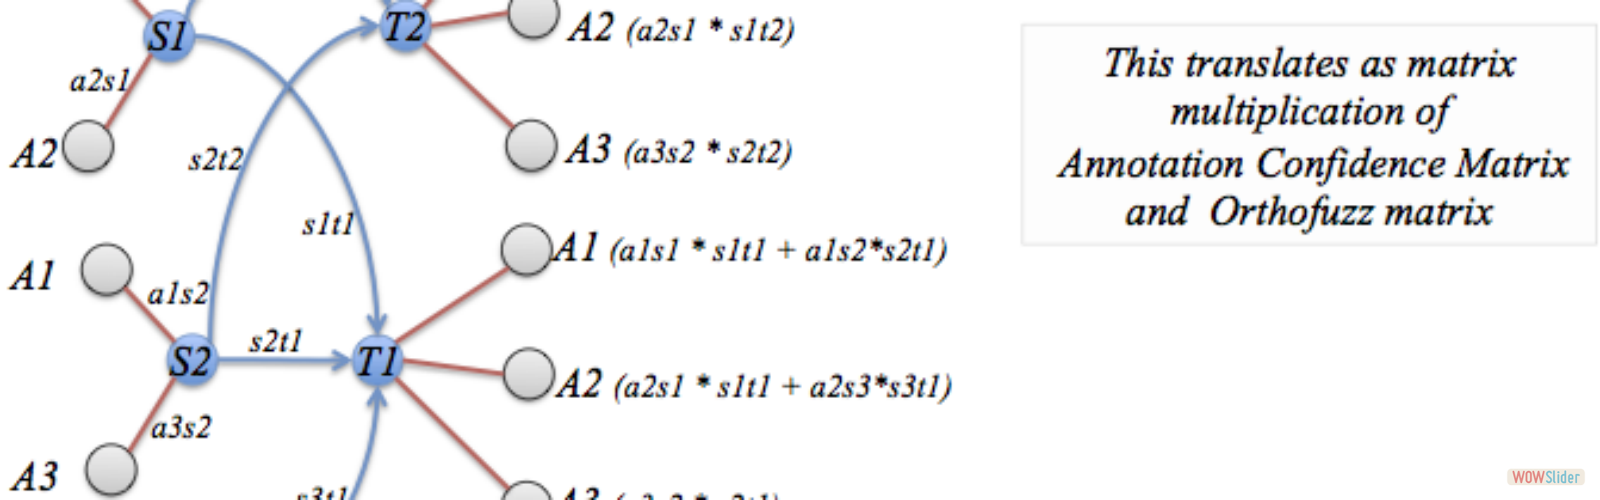 S1
T2
A2 (a2s1 * s1t2)
a2s1
A2
s2t2
A3 (a3s2 * s2t2)
s1t1
A1 (a1s1 * s1t1 + a1s2*s2t1)
A1
a1s2
S2
s2t1
T1
A2 (a2s1 * s1t1 + a2s3*s3t1)
a3s2
A3
s3t1
This translates as matrix
multiplication of
Annotation Confidence Matrix
and Orthofuzz matrix
WOWSlider